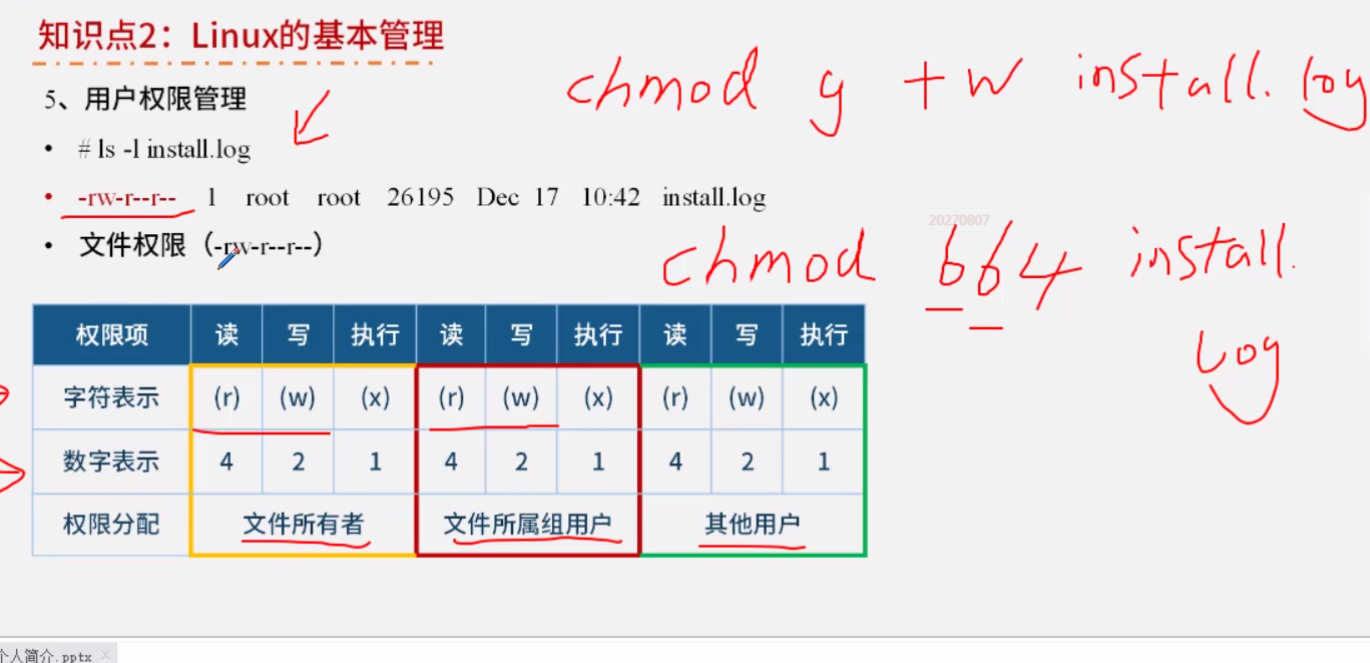 知识点2：Linux的基本管理
chmod g +w install.log
5、用户权限管理
• # ls -l install.log
• -rw-r--r-- 1 root root 26195 Dec 17 10:42 install.log
20270807
• 文件权限（-rw-r--r--）
chmod 664 install.
log
权限项 读 写 执行 读 写 执行 读 写 执行
字符表示 (r) (w) (x) (r) (w) (x) (r) (w) (x)
数字表示 4 2 1 4 2 1 4 2 1
权限分配 文件所有者 文件所属组用户 其他用户
个人简介.pptx